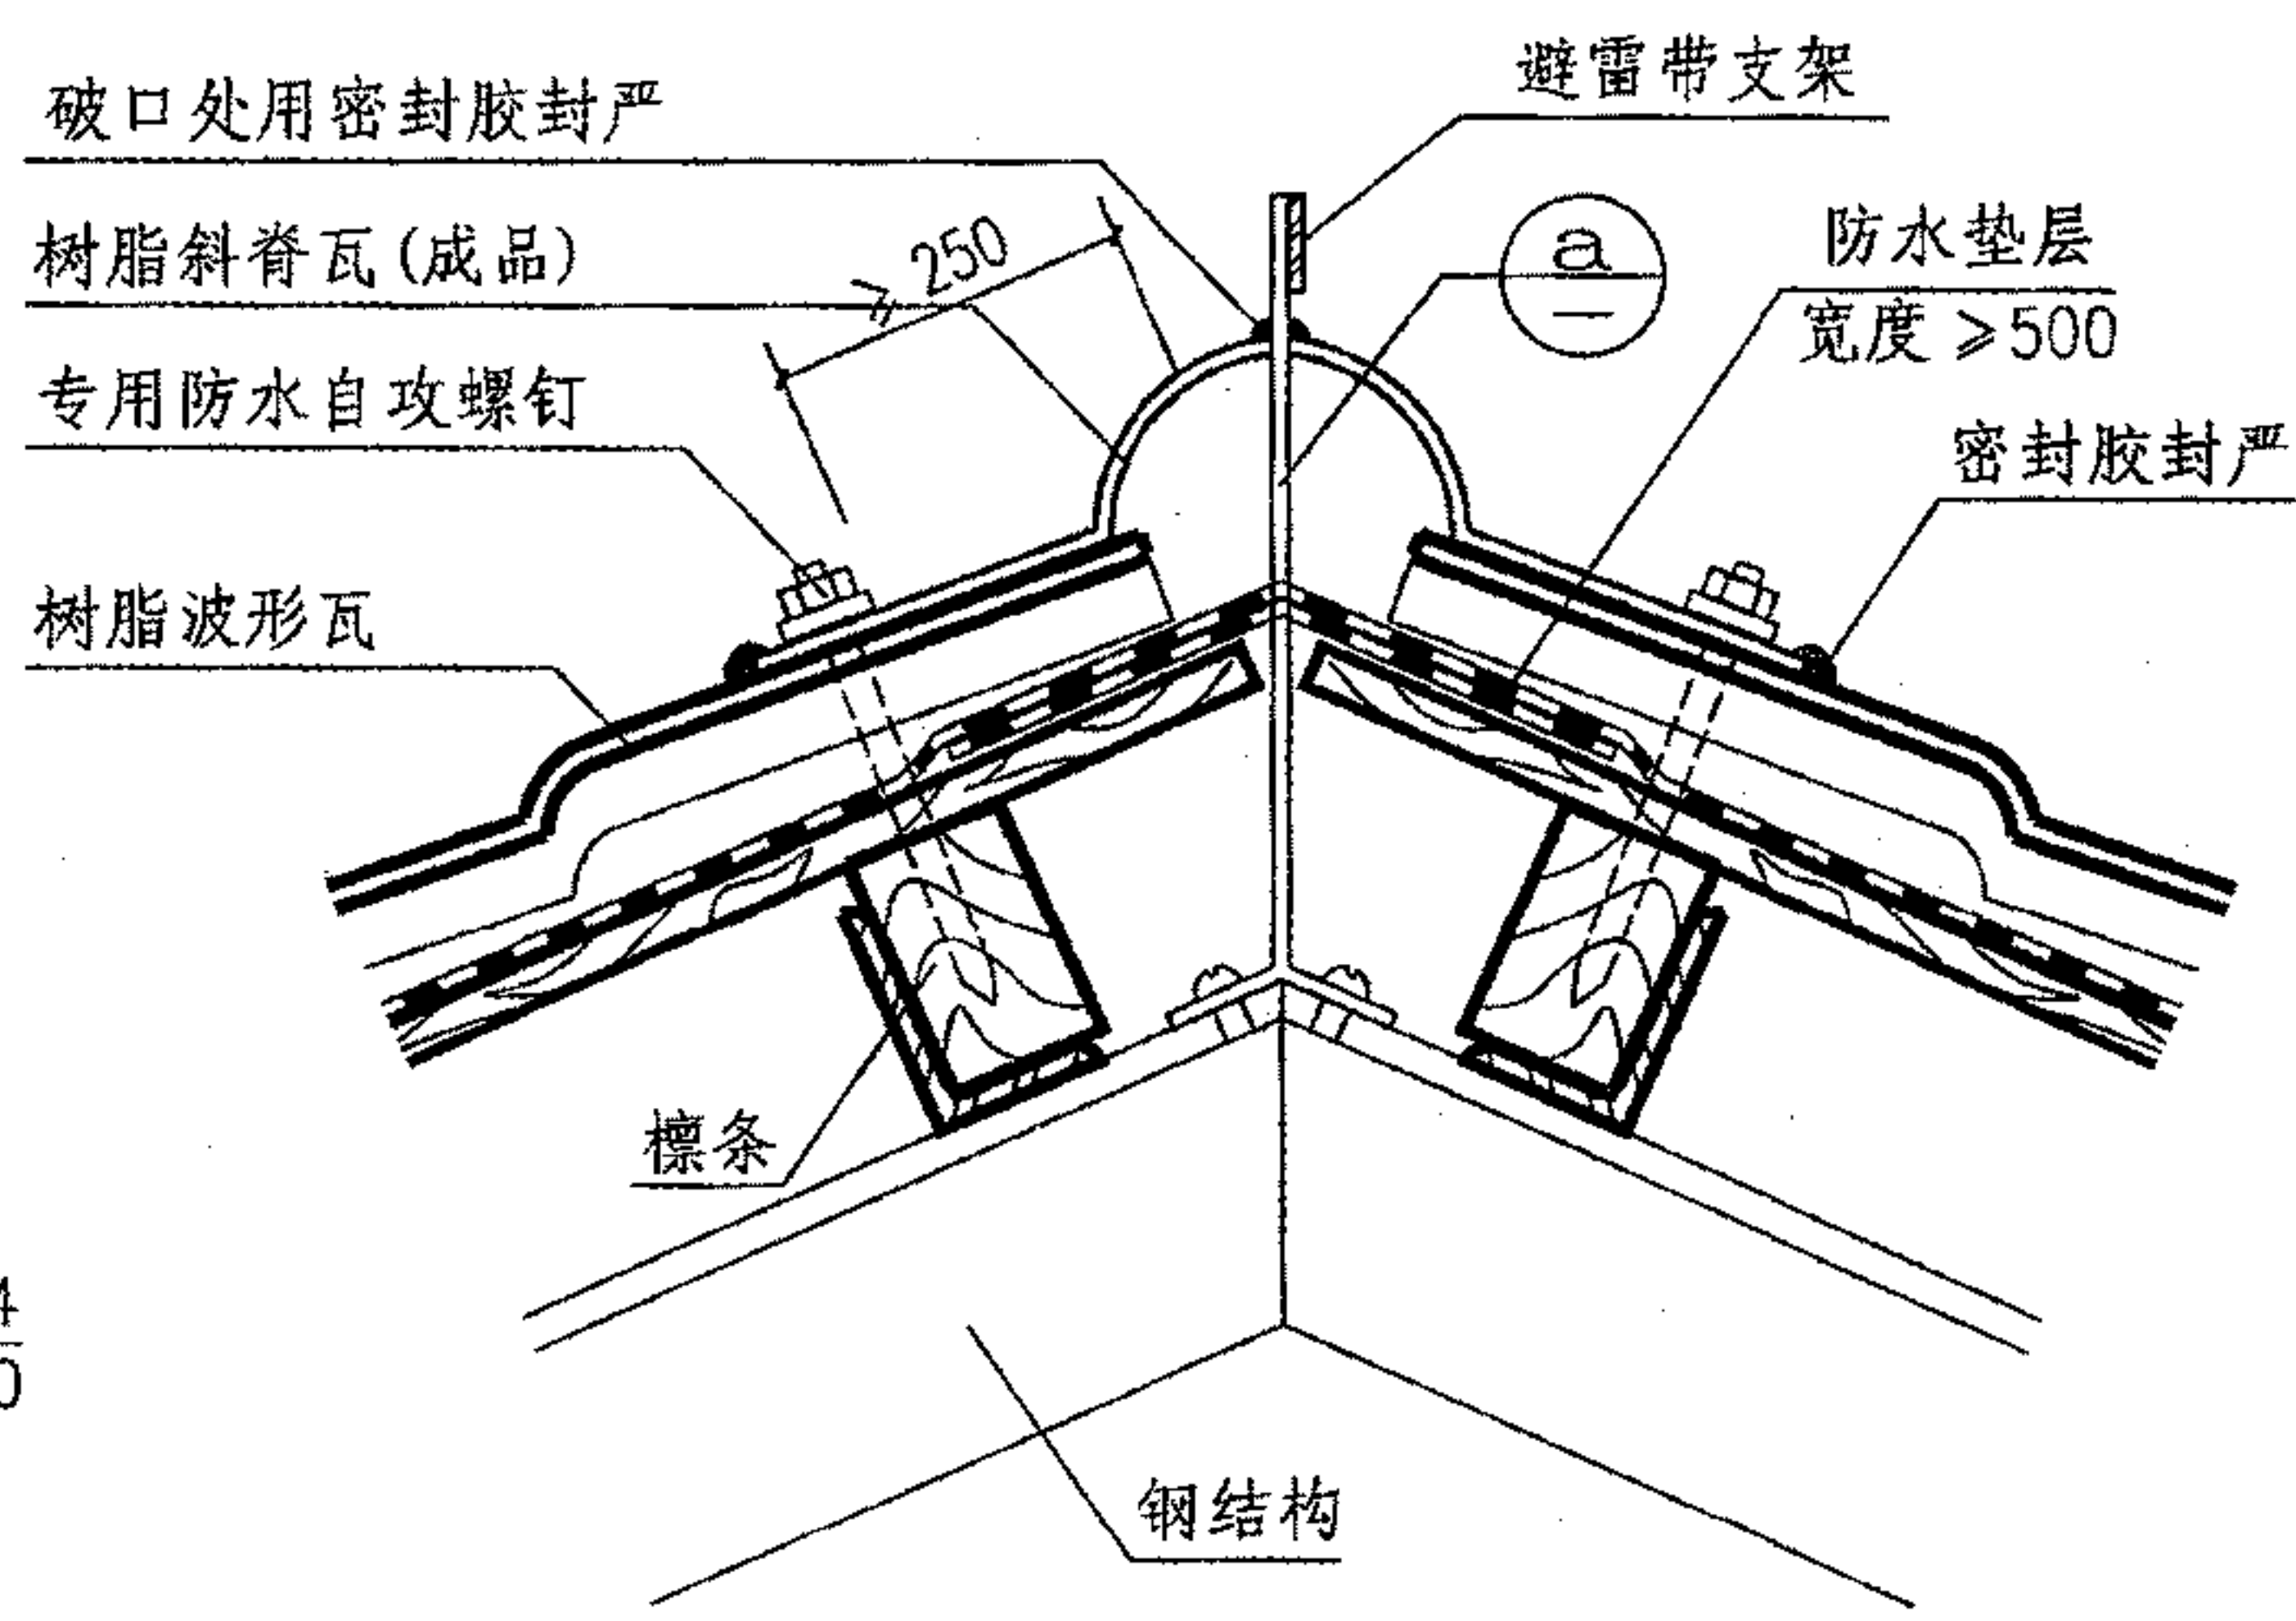 避雷带支架
破口处用密封胶封严
a
—
防水垫层
宽度≥500
树脂斜脊瓦(成品)
≥250
专用防水自攻螺钉
密封胶封严
树脂波形瓦
檩条
钢结构